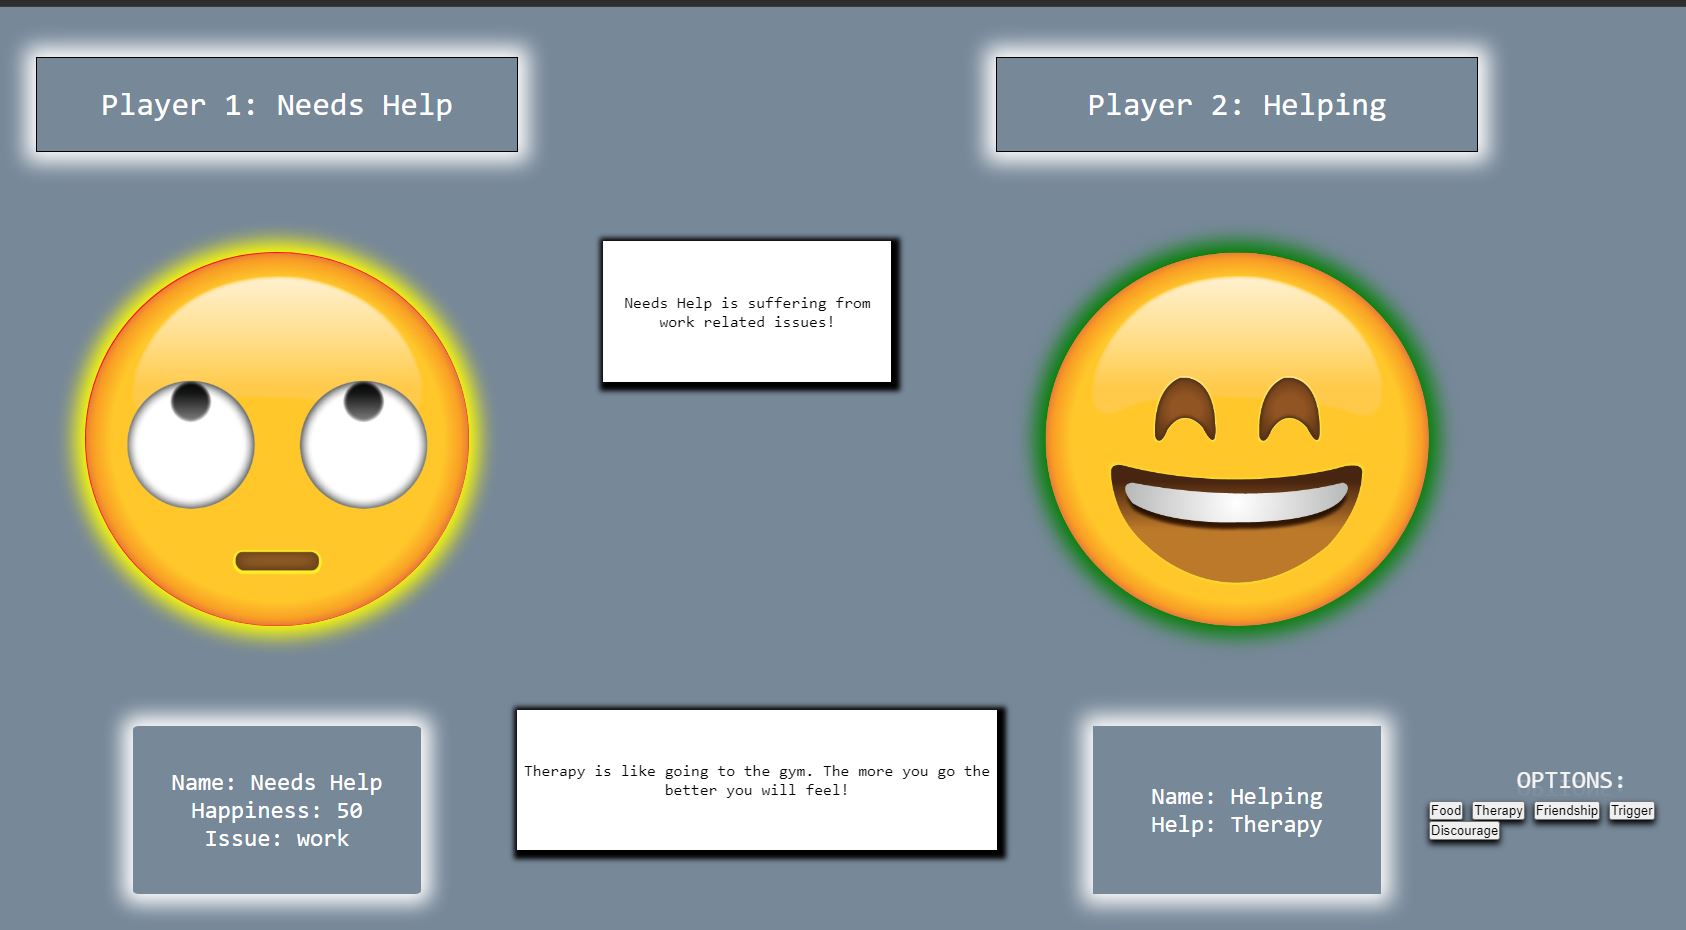 Player 1: Needs Help
Player 2: Helping
Needs Help is suffering from
work related issues!
Name: Needs Help
Happiness: 50
Issue: work
Therapy is like going to the gym. The more you go the
better you will feel!
Name: Helping
Help: Therapy
OPTIONS:
Food Therapy Friendship Trigger
Discourage